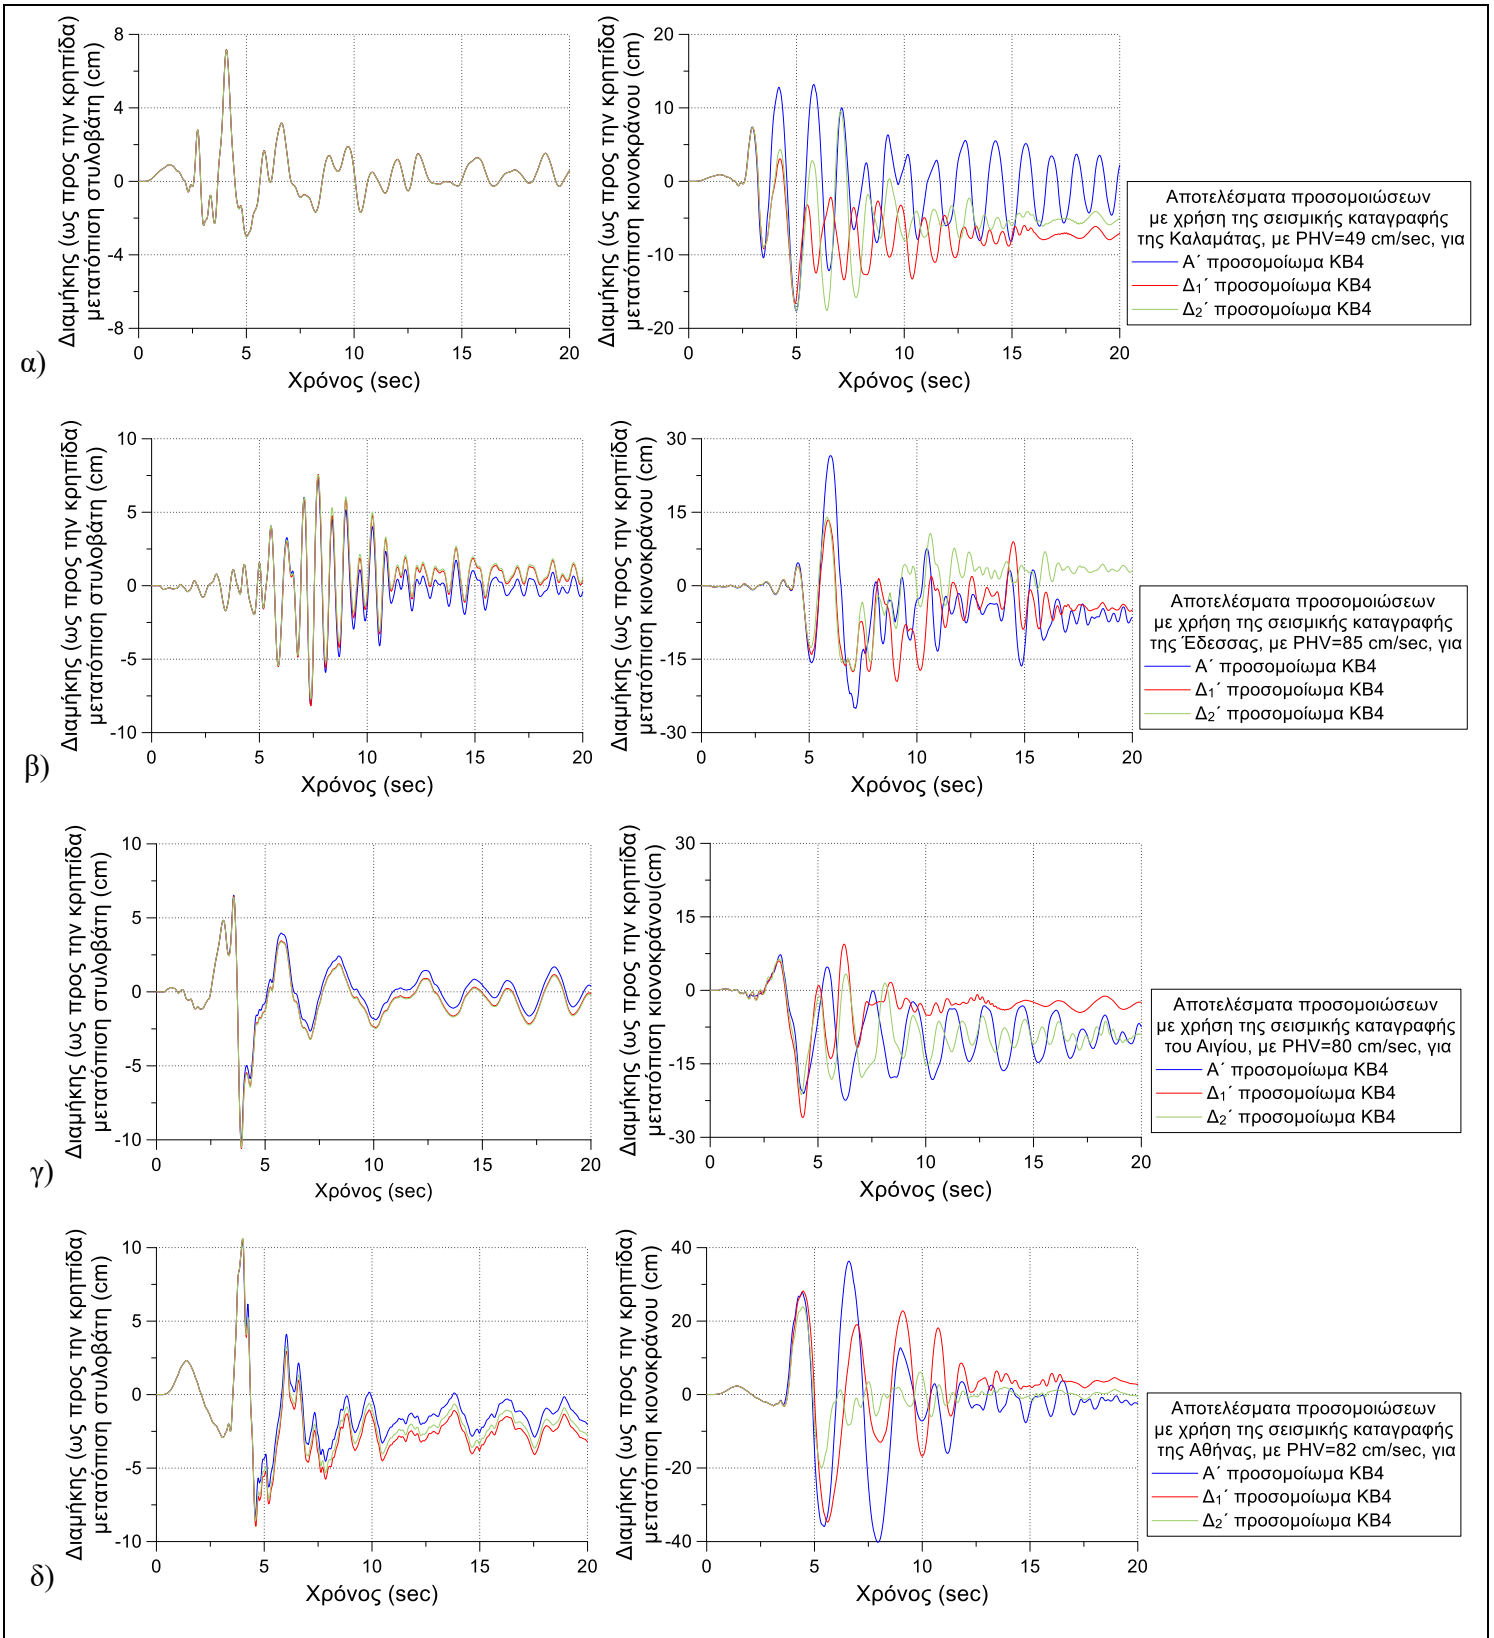 Διαμήκης (ως προς την κρηπίδα)
μετατόπιση στυλοβάτη (cm)
8
4
0
-4
-8
0
5
10
15
20
Χρόνος (sec)
Διαμήκης (ως προς την κρηπίδα)
μετατόπιση κιονοκράνου (cm)
20
10
0
-10
-20
0
5
10
15
20
Χρόνος (sec)
Αποτελέσματα προσομοιώσεων
με χρήση της σεισμικής καταγραφής
της Καλαμάτας, με PHV=49 cm/sec, για
Α΄ προσομοίωμα ΚΒ4
Δ1΄ προσομοίωμα ΚΒ4
Δ2΄ προσομοίωμα ΚΒ4
α)
Διαμήκης (ως προς την κρηπίδα)
μετατόπιση στυλοβάτη (cm)
10
5
0
-5
-10
0
5
10
15
20
Χρόνος (sec)
Διαμήκης (ως προς την κρηπίδα)
μετατόπιση κιονοκράνου (cm)
30
15
0
-15
-30
0
5
10
15
20
Χρόνος (sec)
Αποτελέσματα προσομοιώσεων
με χρήση της σεισμικής καταγραφής
της Έδεσσας, με PHV=85 cm/sec, για
Α΄ προσομοίωμα ΚΒ4
Δ1΄ προσομοίωμα ΚΒ4
Δ2΄ προσομοίωμα ΚΒ4
β)
Διαμήκης (ως προς την κρηπίδα)
μετατόπιση στυλοβάτη (cm)
10
5
0
-5
-10
0
5
10
15
20
Χρόνος (sec)
Διαμήκης (ως προς την κρηπίδα)
μετατόπιση κιονοκράνου(cm)
30
15
0
-15
-30
0
5
10
15
20
Χρόνος (sec)
Αποτελέσματα προσομοιώσεων
με χρήση της σεισμικής καταγραφής
του Αιγίου, με PHV=80 cm/sec, για
Α΄ προσομοίωμα ΚΒ4
Δ1΄ προσομοίωμα ΚΒ4
Δ2΄ προσομοίωμα ΚΒ4
γ)
Διαμήκης (ως προς την κρηπίδα)
μετατόπιση στυλοβάτη (cm)
10
5
0
-5
-10
0
5
10
15
20
Χρόνος (sec)
Διαμήκης (ως προς την κρηπίδα)
μετατόπιση κιονοκράνου (cm)
40
20
0
-20
-40
0
5
10
15
20
Χρόνος (sec)
Αποτελέσματα προσομοιώσεων
με χρήση της σεισμικής καταγραφής
της Αθήνας, με PHV=82 cm/sec, για
Α΄ προσομοίωμα ΚΒ4
Δ1΄ προσομοίωμα ΚΒ4
Δ2΄ προσομοίωμα ΚΒ4
δ)